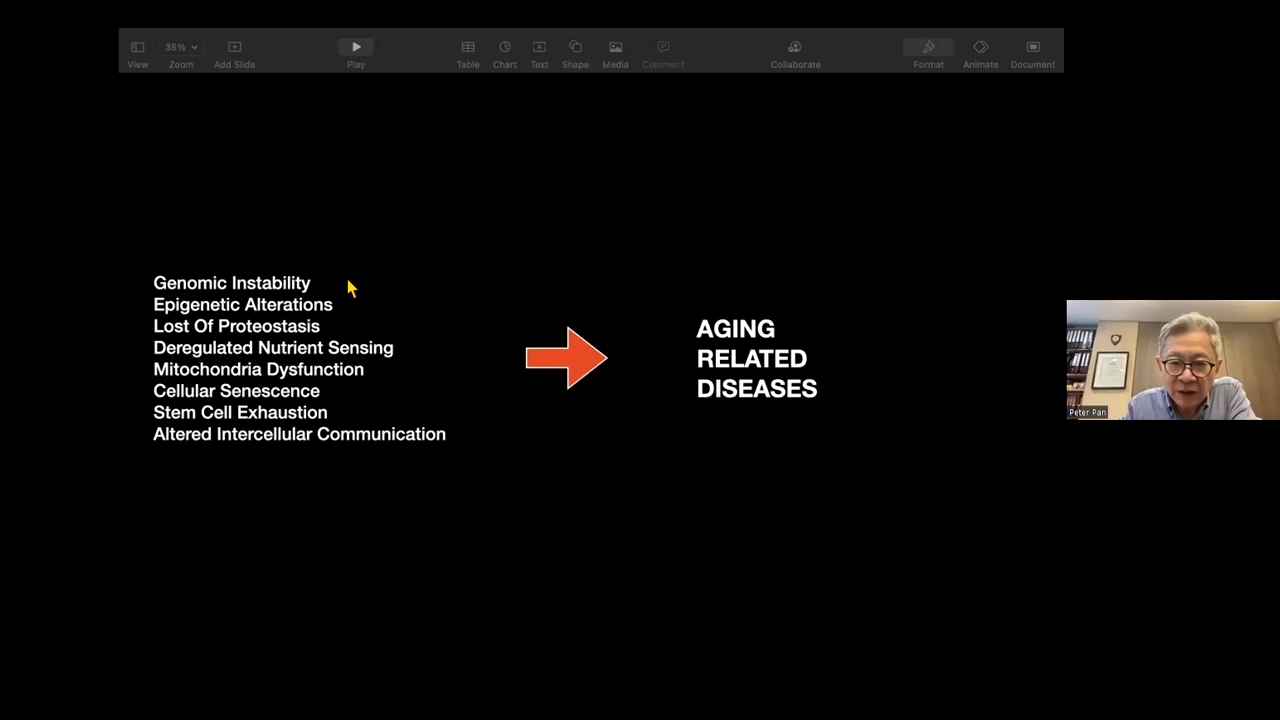 35%
View
Zoom
Add Slide
Play
Table
Chart
Text
Shape
Media
Comment
Collaborate
Format
Animate
Document
Genomic Instability
Epigenetic Alterations
Lost Of Proteostasis
Deregulated Nutrient Sensing
Mitochondria Dysfunction
Cellular Senescence
Stem Cell Exhaustion
Altered Intercellular Communication
AGING
RELATED
DISEASES
Peter Pan